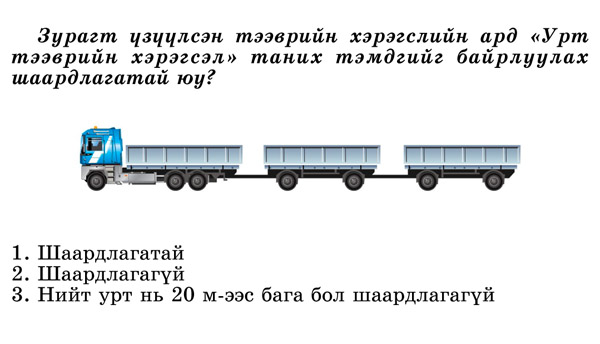 Зурагт үзүүлсэн тээврийн хэрэгслийн ард «Урт
тээврийн хэрэгсэл» таних тэмдгийг байрлуулах
шаардлагатай юу?
1. Шаардлагатай
2. Шаардлагагүй
3. Нийт урт нь 20 м-ээс бага бол шаардлагагүй